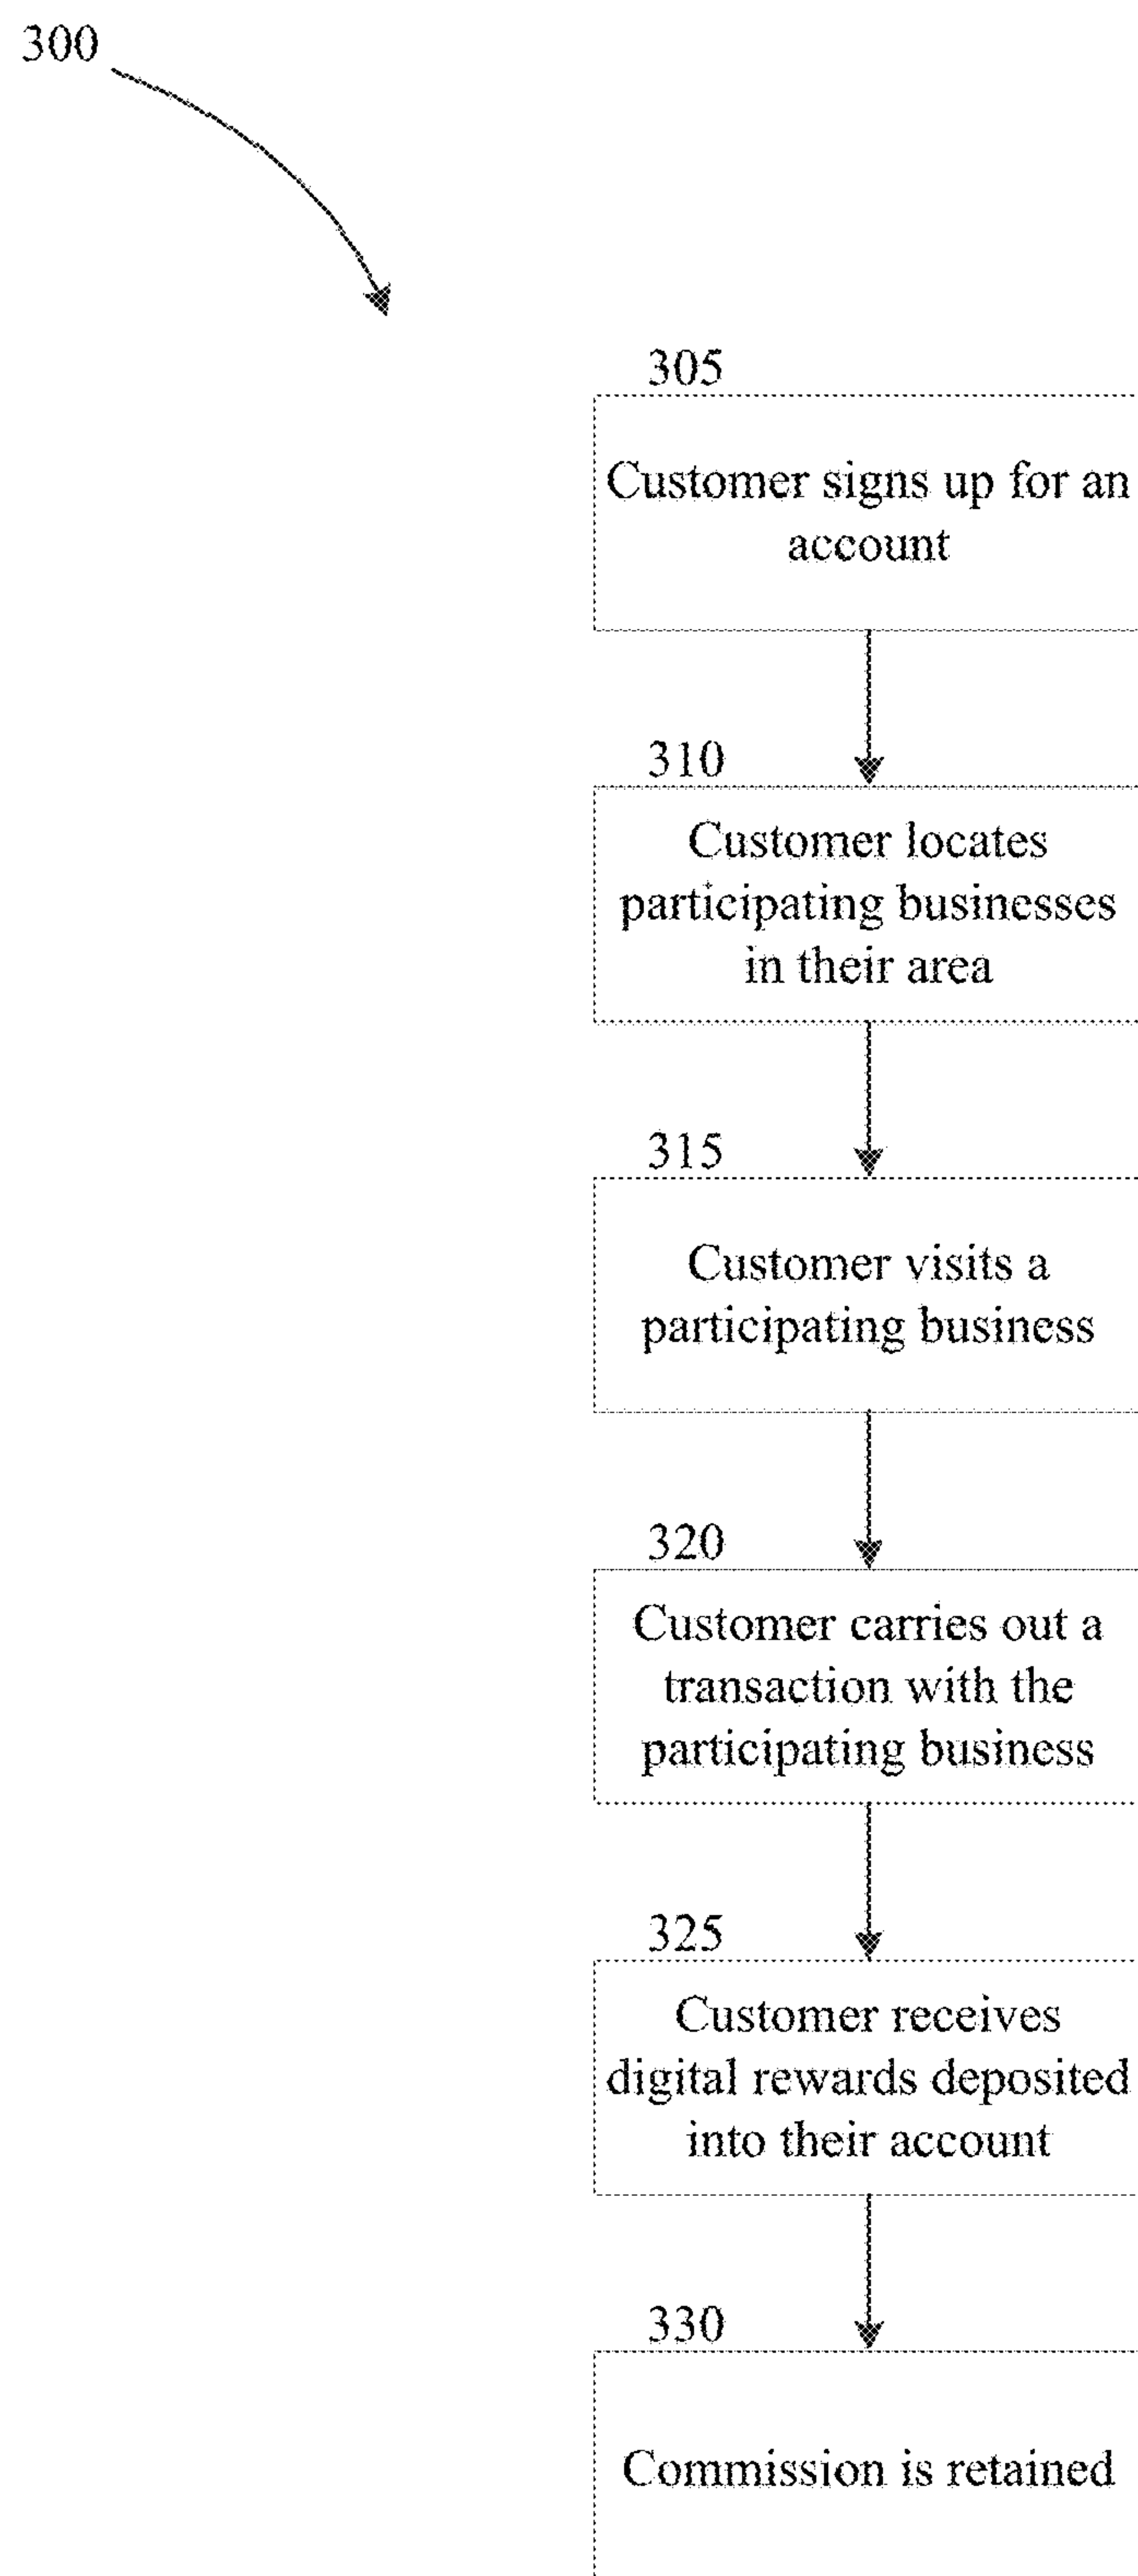 300
305
Customer signs up for an
account
310
Customer locates
participating businesses
in their area
315
Customer visits a
participating business
320
Customer carries out a
transaction with the
participating business
325
Customer receives
digital rewards deposited
into their account
330
Commission is retained